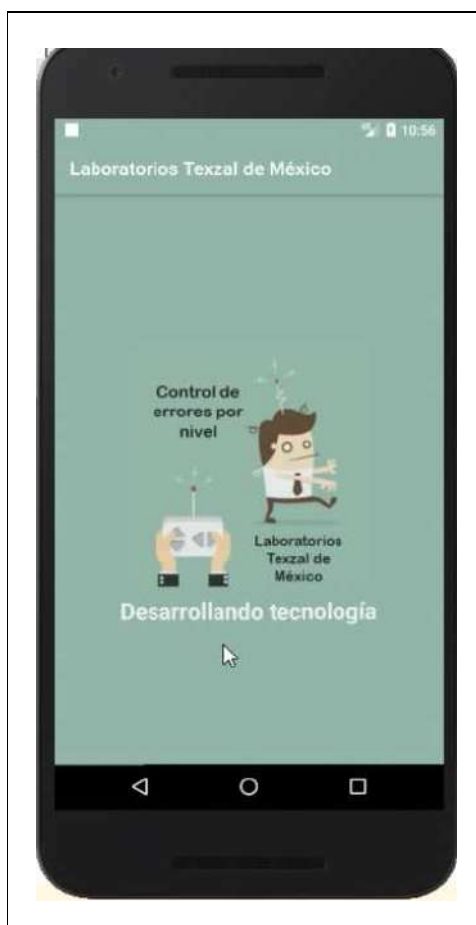 10:56
Laboratorios Texzal de México
Control de
errores por
nivel
Laboratorios
Texzal de
México
Desarrollando tecnología